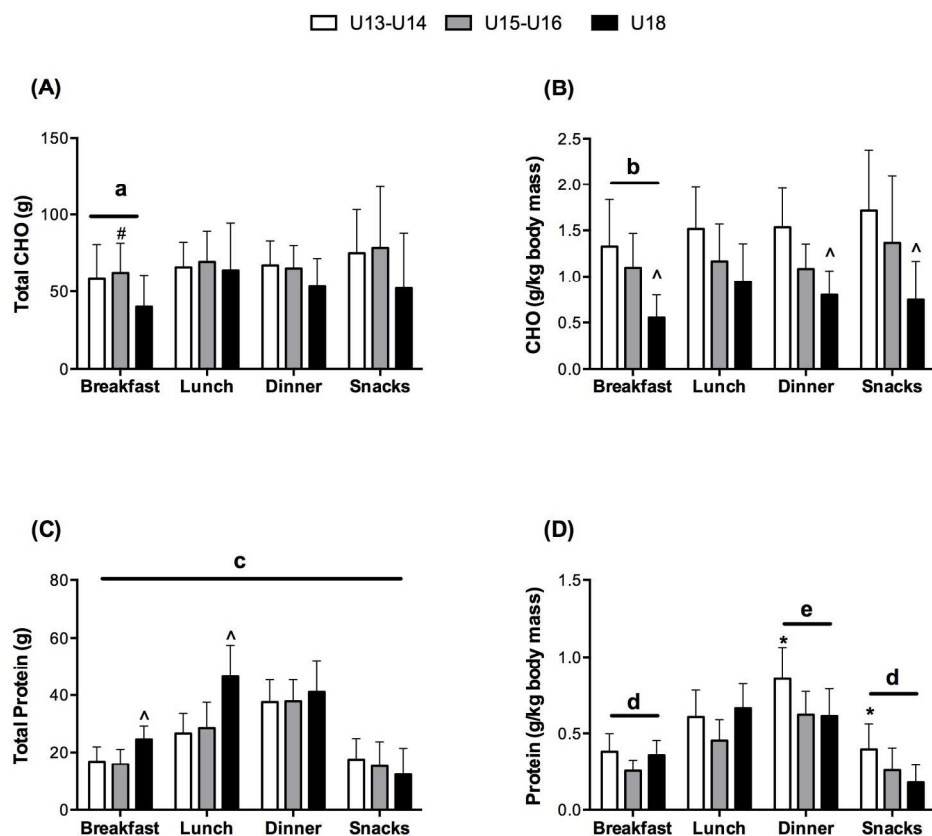 U13-U14 U15-U16 U18
(A)
Total CHO (g)
150
100
50
0
a
#
Breakfast Lunch Dinner Snacks
(B)
CHO (g/kg body mass)
2.5
2.0
1.5
1.0
0.5
0.0
b
^ ^ ^
Breakfast Lunch Dinner Snacks
(C)
Total Protein (g)
80
60
40
20
0
c
^ ^
Breakfast Lunch Dinner Snacks
(D)
Protein (g/kg body mass)
1.5
1.0
0.5
0.0
e
* d
d *
Breakfast Lunch Dinner Snacks